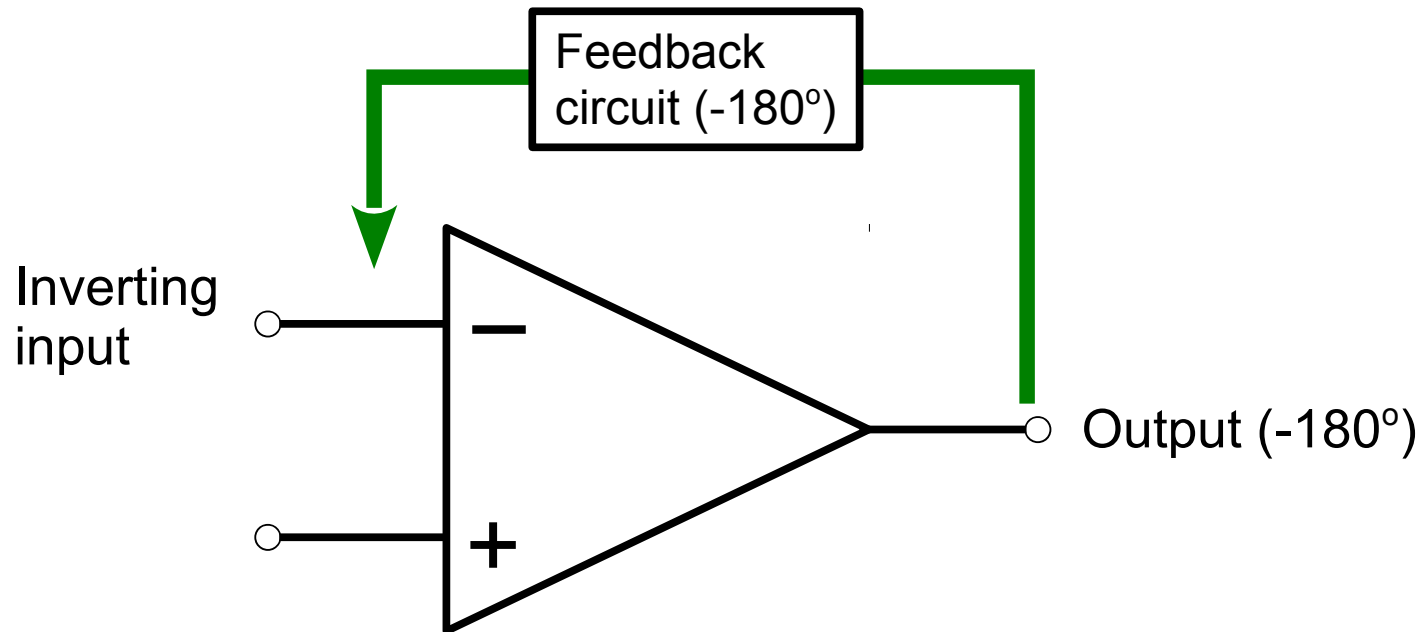 Feedback
circuit (-180º)
Inverting
input
−
+
Output (-180º)